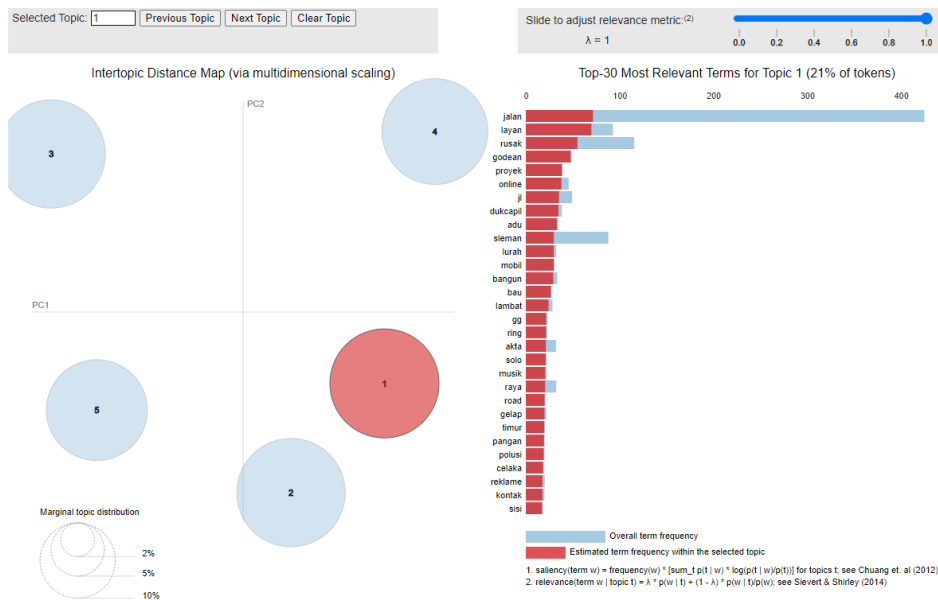 Selected Topic: 1 Previous Topic Next Topic Clear Topic
Slide to adjust relevance metric:(2)
λ = 1
0.0 0.2 0.4 0.6 0.8 1.0
Intertopic Distance Map (via multidimensional scaling)
PC2
PC1
3
4
1
5
2
Marginal topic distribution
2%
5%
10%
Top-30 Most Relevant Terms for Topic 1 (21% of tokens)
0 100 200 300 400
jalan
layan
rusak
godean
proyek
online
jl
dukcapil
adu
sleman
lurah
mobil
bangun
bau
lambat
gg
ring
akta
solo
musik
raya
road
gelap
timur
pangan
polusi
celaka
reklame
kontak
sisi
Overall term frequency
Estimated term frequency within the selected topic
1. saliency(term w) = frequency(w) * [sum_t p(t | w) * log(p(t | w)/p(t))] for topics t; see Chuang et. al (2012)
2. relevance(term w | topic t) = λ * p(w | t) + (1 - λ) * p(w | t)/p(w); see Sievert & Shirley (2014)